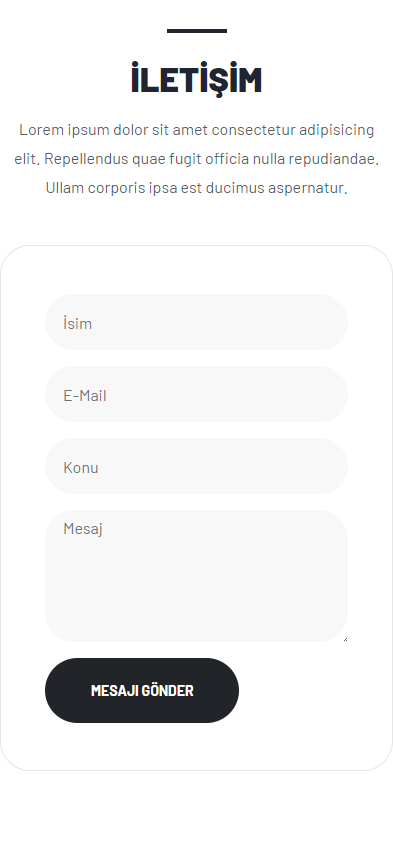 İLETİŞİM
Lorem ipsum dolor sit amet consectetur adipisicing
elit. Repellendus quae fugit officia nulla repudiandae.
Ullam corporis ipsa est ducimus aspernatur.
İsim
E-Mail
Konu
Mesaj
MESAJI GÖNDER